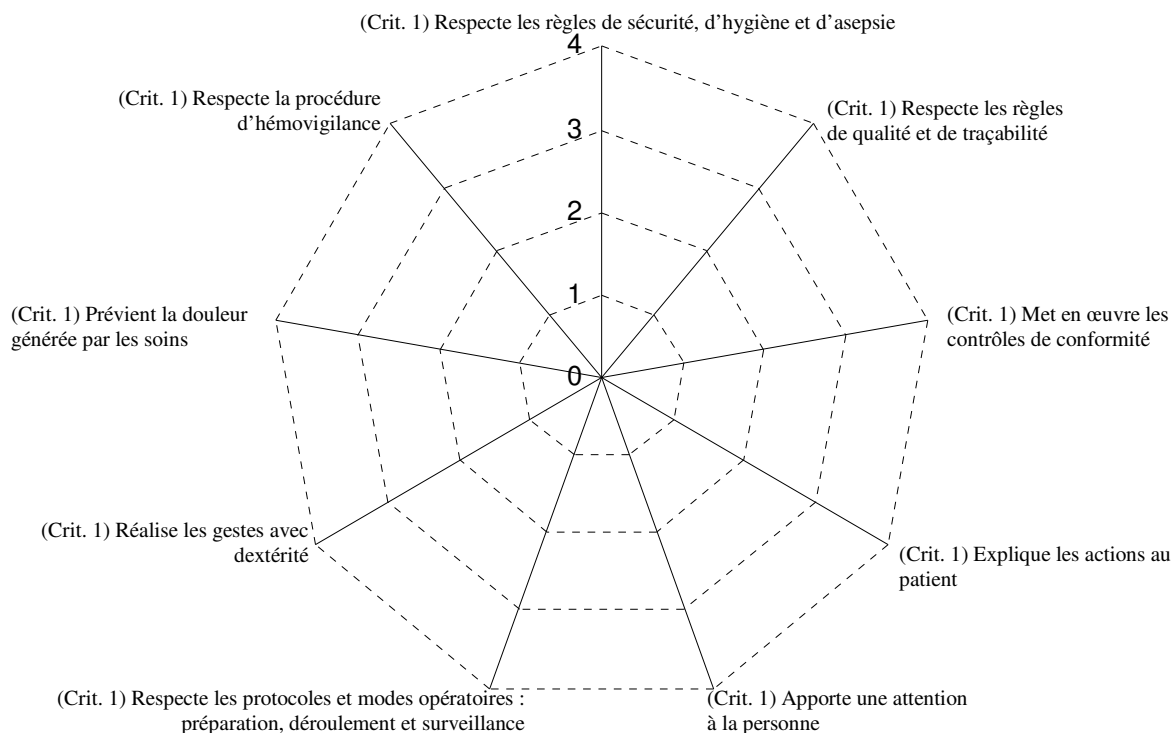 (Crit. 1) Respecte les règles de sécurité, d’hygiène et d’asepsie
4
(Crit. 1) Respecte la procédure
d’hémovigilance
(Crit. 1) Respecte les règles
de qualité et de traçabilité
3
2
1
(Crit. 1) Prévient la douleur
générée par les soins
(Crit. 1) Met en œuvre les
contrôles de conformité
0
(Crit. 1) Réalise les gestes avec
dextérité
(Crit. 1) Explique les actions au
patient
(Crit. 1) Respecte les protocoles et modes opératoires :
préparation, déroulement et surveillance
(Crit. 1) Apporte une attention
à la personne